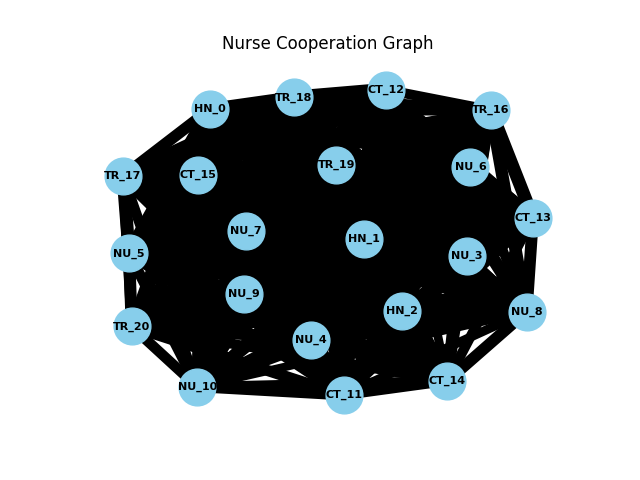 Nurse Cooperation Graph
CT_12
TR_18
HN_0
TR_16
TR_19
NU_6
TR_17
CT_15
CT_13
NU_7
HN_1
NU_5
NU_3
NU_9
HN_2
NU_8
TR_20
NU_4
CT_14
NU_10
CT_11